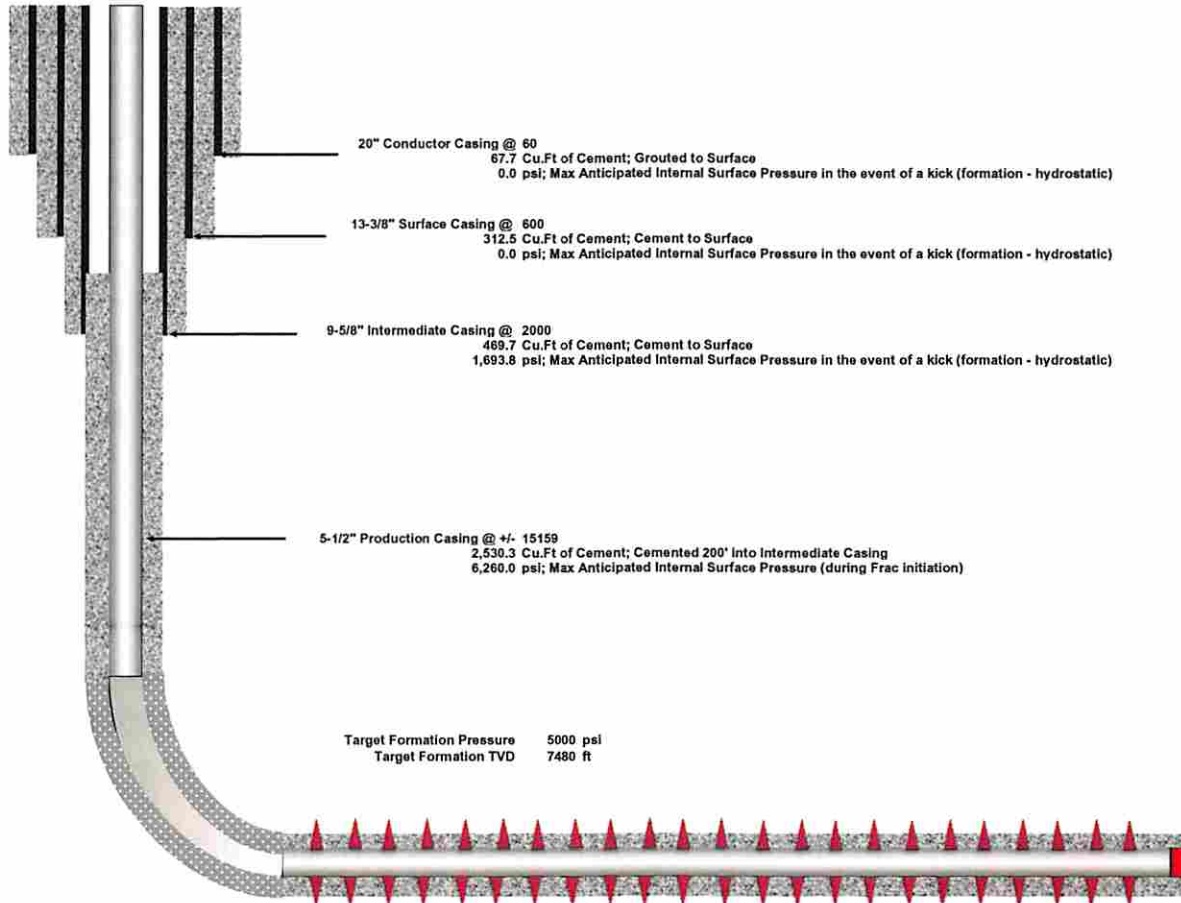 20" Conductor Casing @ 60
67.7 Cu.Ft of Cement; Grouted to Surface
0.0 psi; Max Anticipated Internal Surface Pressure in the event of a kick (formation - hydrostatic)
13-3/8" Surface Casing @ 600
312.5 Cu.Ft of Cement; Cement to Surface
0.0 psi; Max Anticipated Internal Surface Pressure in the event of a kick (formation - hydrostatic)
9-5/8" Intermediate Casing @ 2000
469.7 Cu.Ft of Cement; Cement to Surface
1,693.8 psi; Max Anticipated Internal Surface Pressure in the event of a kick (formation - hydrostatic)
5-1/2" Production Casing @ +/- 15159
2,530.3 Cu.Ft of Cement; Cemented 200' into Intermediate Casing
6,260.0 psi; Max Anticipated Internal Surface Pressure (during Frac initiation)
Target Formation Pressure 5000 psi
Target Formation TVD 7480 ft